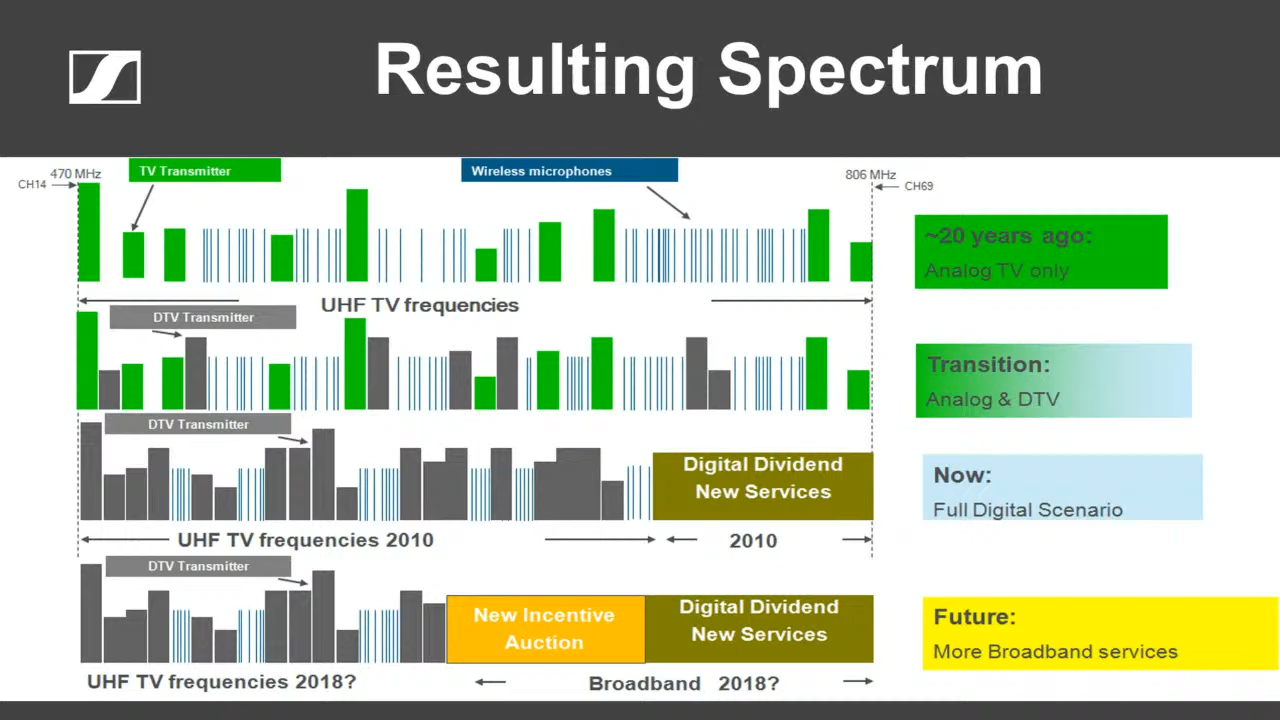 Resulting Spectrum
470 MHz
TV Transmitter
Wireless microphones
806 MHz
CH14
CH69
~20 years ago:
Analog TV only
UHF TV frequencies
DTV Transmitter
Transition:
Analog & DTV
DTV Transmitter
Digital Dividend
New Services
Now:
Full Digital Scenario
UHF TV frequencies 2010
2010
DTV Transmitter
New Incentive
Auction
Digital Dividend
New Services
Future:
More Broadband services
UHF TV frequencies 2018?
Broadband 2018?